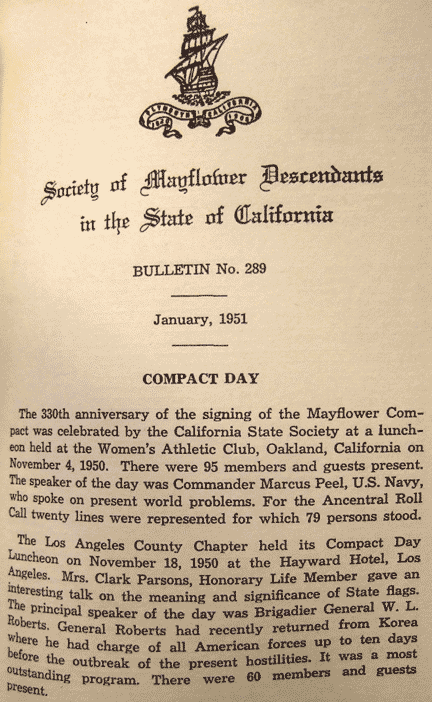 PLYMOUTH CALIFORNIA
1620
Society of Mayflower Descendants
in the State of California
BULLETIN No. 289
January, 1951
COMPACT DAY
The 330th anniversary of the signing of the Mayflower Com-
pact was celebrated by the California State Society at a lunch-
eon held at the Women's Athletic Club, Oakland, California on
November 4, 1950. There were 95 members and guests present.
The speaker of the day was Commander Marcus Peel, U.S. Navy,
who spoke on present world problems. For the Ancentral Roll
Call twenty lines were represented for which 79 persons stood.
The Los Angeles County Chapter held its Compact Day
Luncheon on November 18, 1950 at the Hayward Hotel, Los
Angeles. Mrs. Clark Parsons, Honorary Life Member gave an
interesting talk on the meaning and significance of State flags.
The principal speaker of the day was Brigadier General W. L.
Roberts. General Roberts had recently returned from Korea
where he had charge of all American forces up to ten days
before the outbreak of the present hostilities. It was a most
outstanding program. There were 60 members and guests
present.